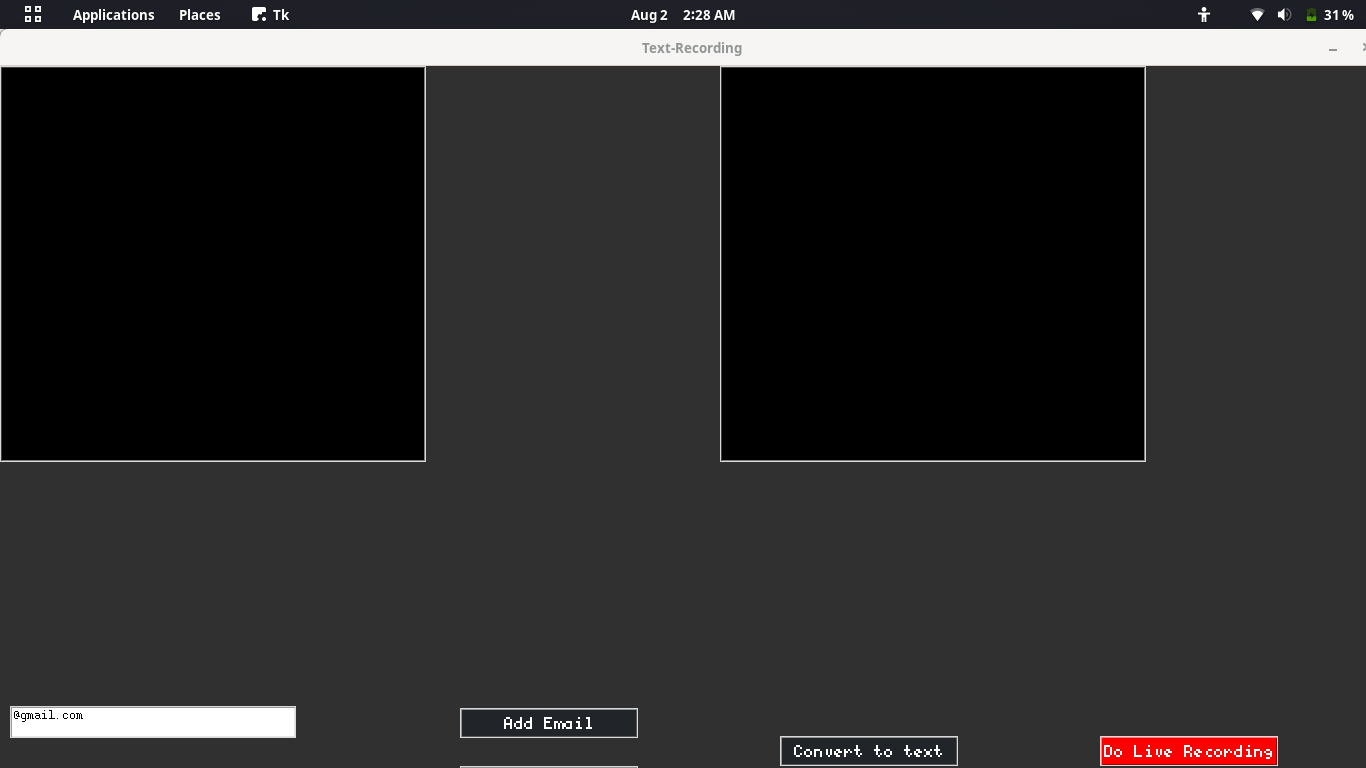 Applications Places Tk Aug 2 2:28 AM 31%
Text-Recording
@gmail.com
Add Email
Convert to text
Do Live Recording